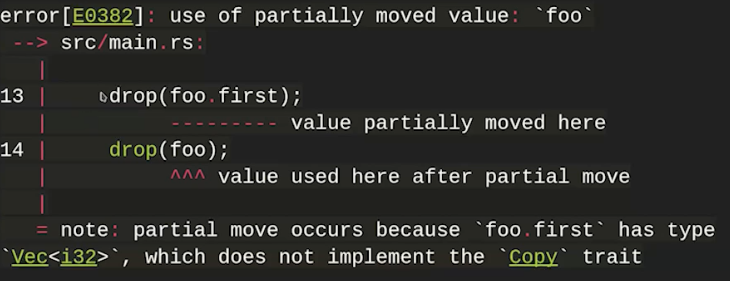 error[E0382]: use of partially moved value: `foo`
 --> src/main.rs:
   |
13 |     drop(foo.first);
   |          --------- value partially moved here
14 |     drop(foo);
   |          ^^^ value used here after partial move
   |
   = note: partial move occurs because `foo.first` has type
`Vec<i32>`, which does not implement the `Copy` trait